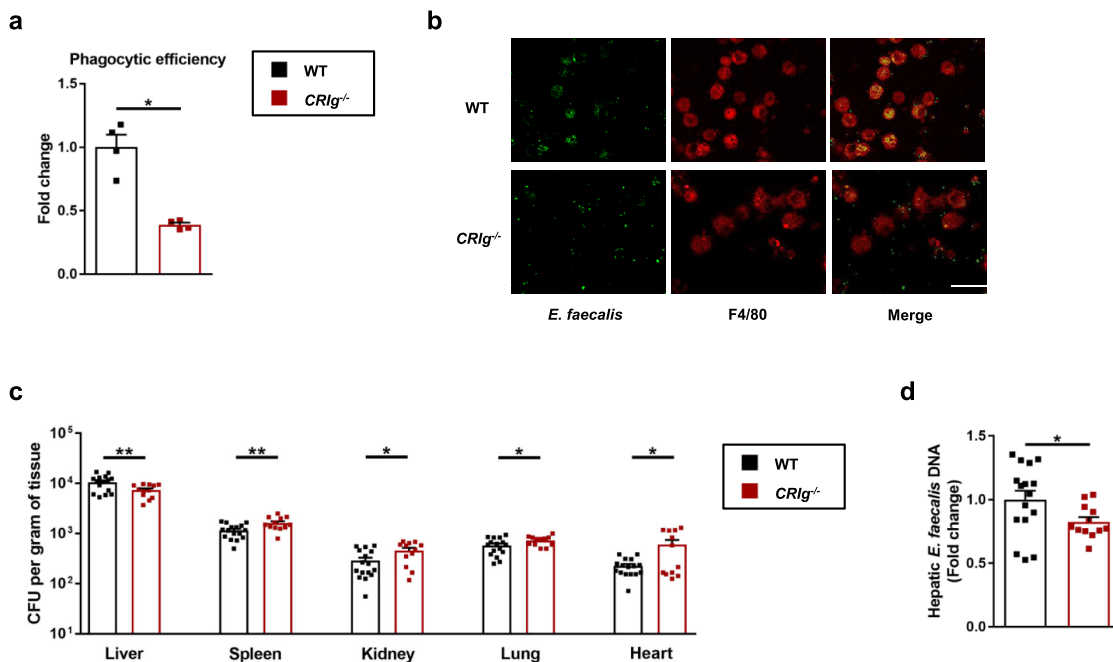 a
Phagocytic efficiency
WT
CRIg-/-
*
1.5
1.0
0.5
0.0
Fold change
b
WT
CRIg-/-
E. faecalis
F4/80
Merge
c
CFU per gram of tissue
10^5
10^4
10^3
10^2
10^1
**
**
*
*
*
Liver
Spleen
Kidney
Lung
Heart
WT
CRIg-/-
d
Hepatic E. faecalis DNA
(Fold change)
1.5
1.0
0.5
0.0
*